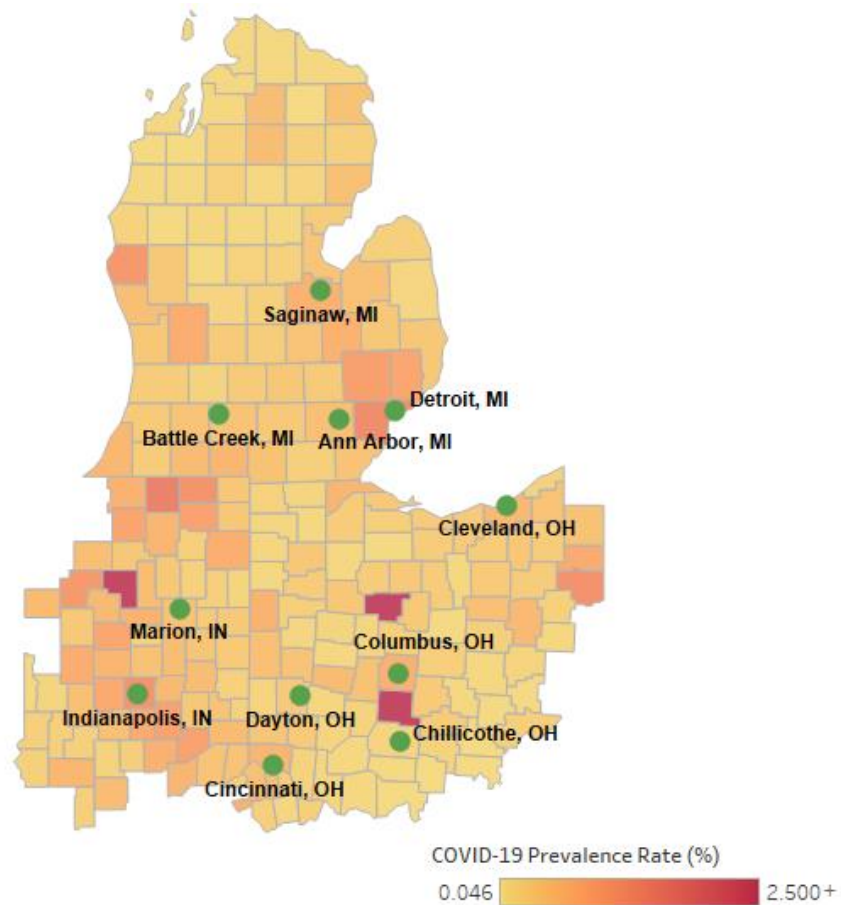 Saginaw, MI
Detroit, MI
Battle Creek, MI
Ann Arbor, MI
Cleveland, OH
Marion, IN
Columbus, OH
Indianapolis, IN
Dayton, OH
Chillicothe, OH
Cincinnati, OH
COVID-19 Prevalence Rate (%)
0.046 2.500+